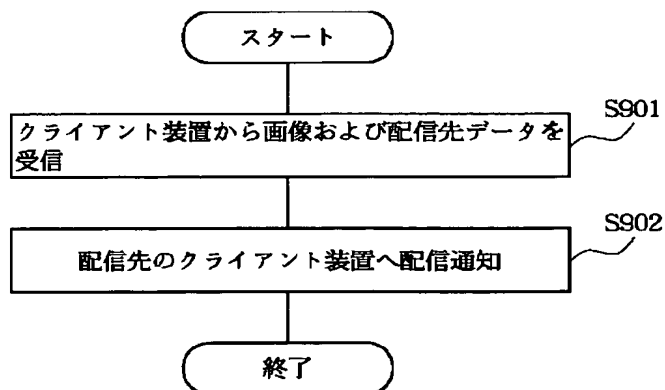 スタート
クライアント装置から画像および配信先データを
受信
S901
配信先のクライアント装置へ配信通知
S902
終了